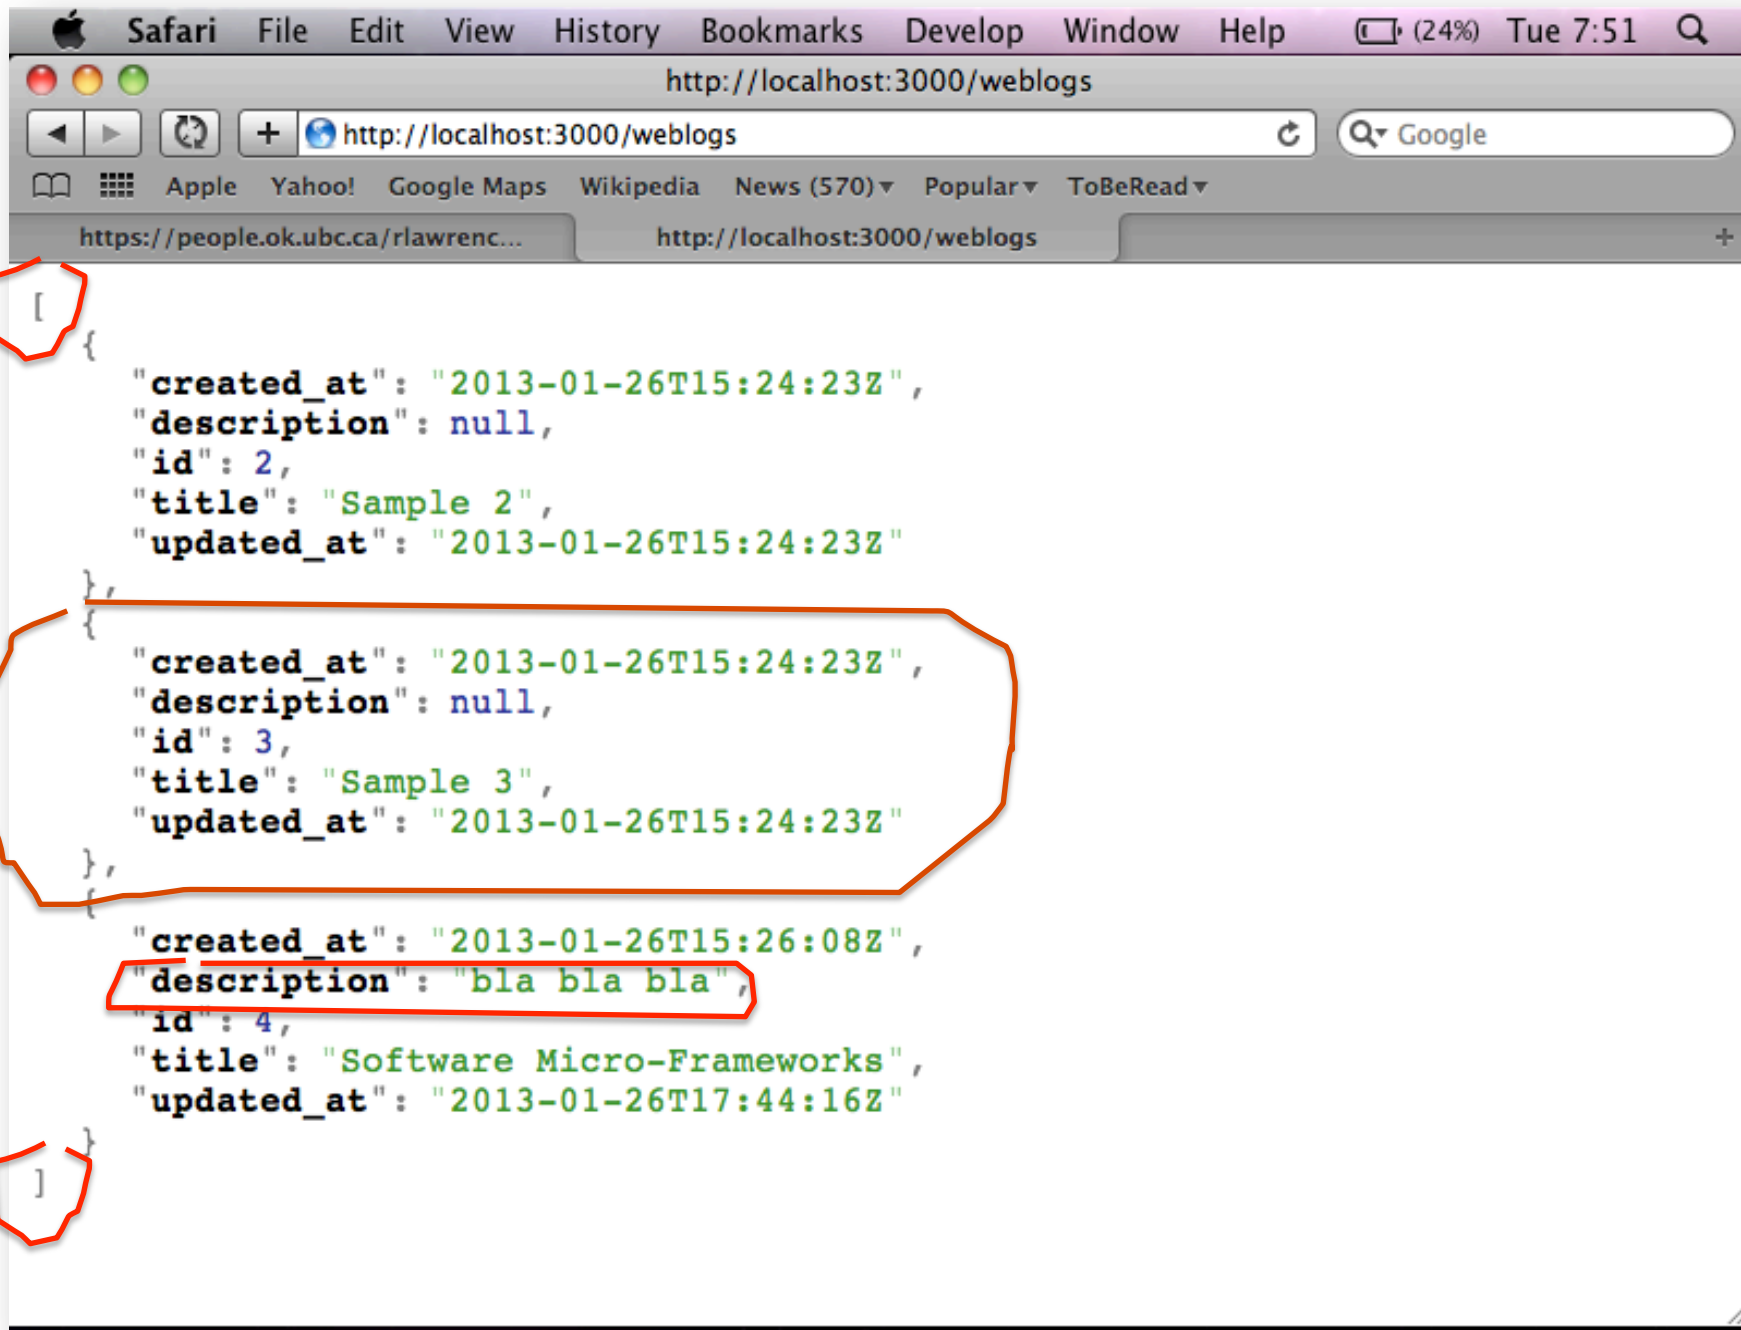 Safari File Edit View History Bookmarks Develop Window Help (24%) Tue 7:51
http://localhost:3000/weblogs
+ http://localhost:3000/weblogs Google
Apple Yahoo! Google Maps Wikipedia News (570) Popular ToBeRead
https://people.ok.ubc.ca/rlawrenc... http://localhost:3000/weblogs +
[
{
"created_at": "2013-01-26T15:24:23Z",
"description": null,
"id": 2,
"title": "Sample 2",
"updated_at": "2013-01-26T15:24:23Z"
},
{
"created_at": "2013-01-26T15:24:23Z",
"description": null,
"id": 3,
"title": "Sample 3",
"updated_at": "2013-01-26T15:24:23Z"
},
{
"created_at": "2013-01-26T15:26:08Z",
"description": "bla bla bla",
"id": 4,
"title": "Software Micro-Frameworks",
"updated_at": "2013-01-26T17:44:16Z"
}
]